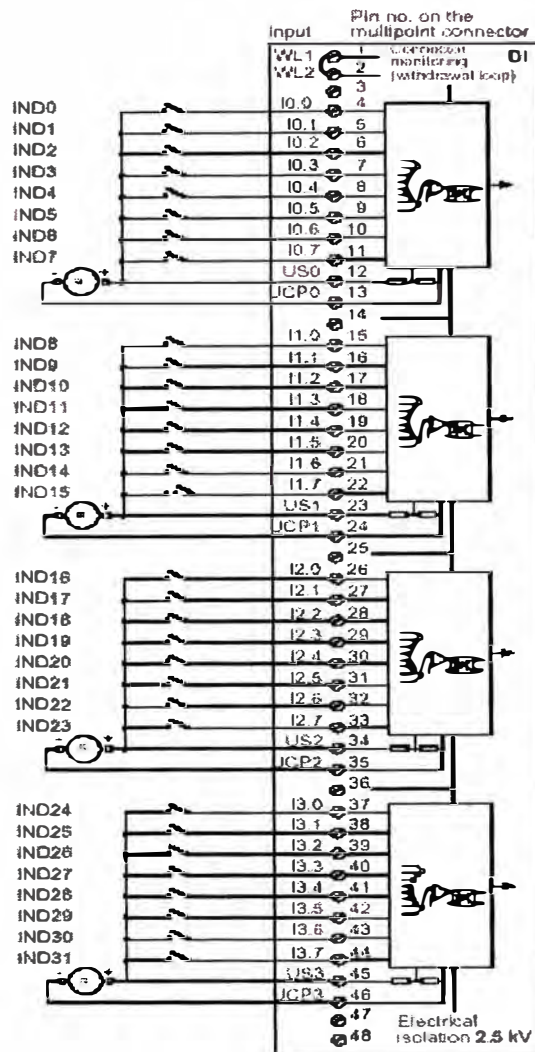 Pin no. on the
Input multipoint connector
WL1 1 Connector DI
WL2 2 monitoring
3 (withdrawal loop)
IND0 I0.0 4
IND1 I0.1 5
IND2 I0.2 6
IND3 I0.3 7
IND4 I0.4 8
IND5 I0.5 9
IND6 I0.6 10
IND7 I0.7 11
- + US0 12
UCP0 13
14
IND8 I1.0 15
IND9 I1.1 16
IND10 I1.2 17
IND11 I1.3 18
IND12 I1.4 19
IND13 I1.5 20
IND14 I1.6 21
IND15 I1.7 22
- + US1 23
UCP1 24
25
IND16 I2.0 26
IND17 I2.1 27
IND18 I2.2 28
IND19 I2.3 29
IND20 I2.4 30
IND21 I2.5 31
IND22 I2.6 32
IND23 I2.7 33
- + US2 34
UCP2 35
36
IND24 I3.0 37
IND25 I3.1 38
IND26 I3.2 39
IND27 I3.3 40
IND28 I3.4 41
IND29 I3.5 42
IND30 I3.6 43
IND31 I3.7 44
- + US3 45
UCP3 46
47
48 Electrical
isolation 2.5 kV